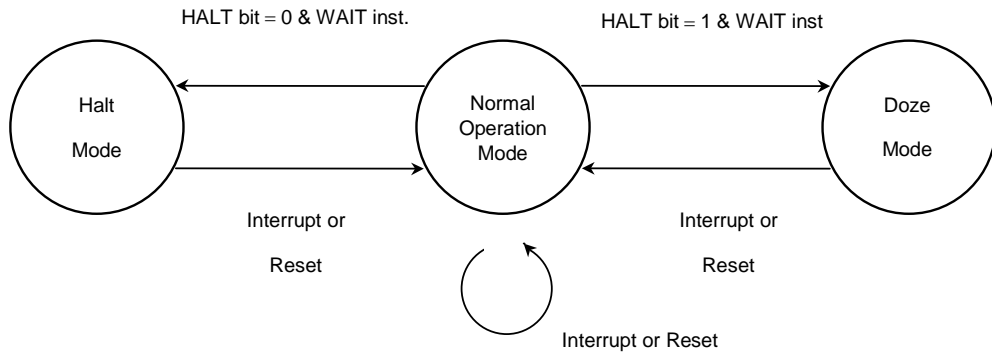 HALT bit = 0 & WAIT inst.
HALT bit = 1 & WAIT inst
Halt
Mode
Normal
Operation
Mode
Doze
Mode
Interrupt or
Reset
Interrupt or
Reset
Interrupt or Reset